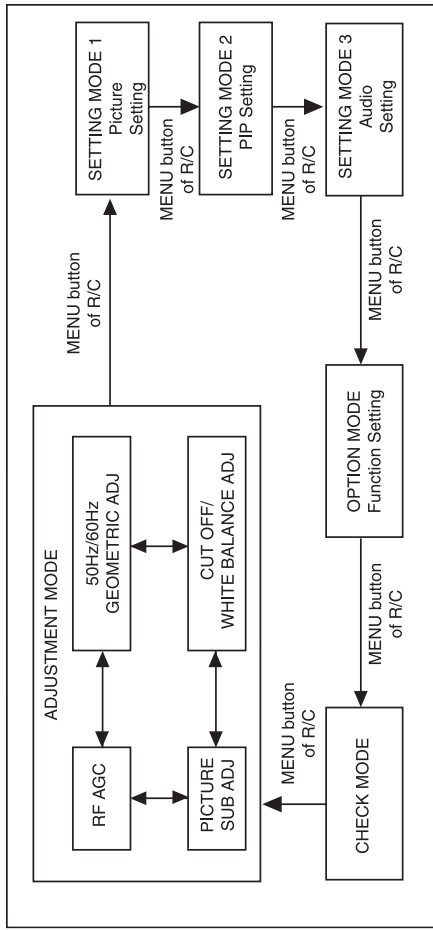 ADJUSTMENT MODE
RF AGC
50Hz/60Hz
GEOMETRIC ADJ
PICTURE
SUB ADJ
CUT OFF/
WHITE BALANCE ADJ
MENU button
of R/C
SETTING MODE 1
Picture
Setting
MENU button
of R/C
SETTING MODE 2
PIP Setting
MENU button
of R/C
SETTING MODE 3
Audio
Setting
MENU button
of R/C
OPTION MODE
Function Setting
MENU button
of R/C
CHECK MODE
MENU button
of R/C